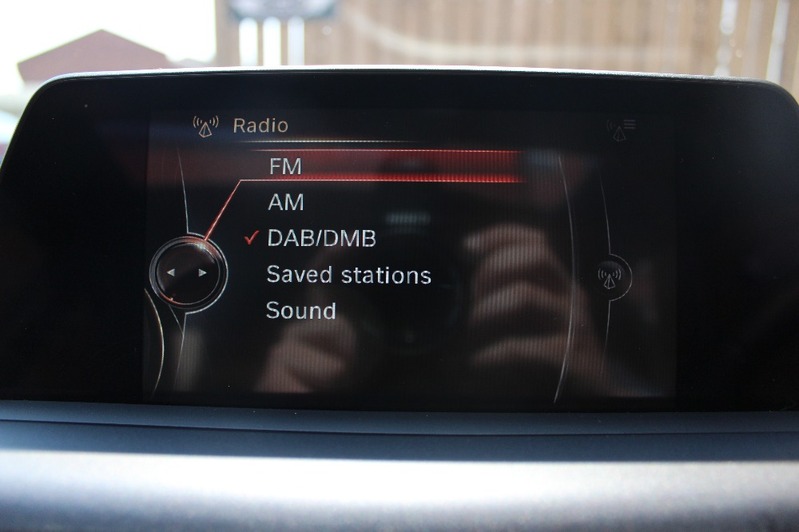 Radio
FM
AM
DAB/DMB
Saved stations
Sound